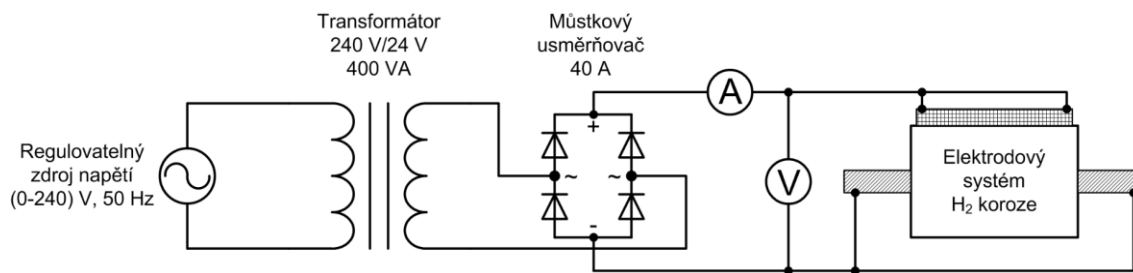 Transformátor
240 V/24 V
400 VA
Můstkový
usměrňovač
40 A
Regulovatelný
zdroj napětí
(0-240) V, 50 Hz
+
~
~
-
A
V
Elektrodový
systém
H₂ koroze